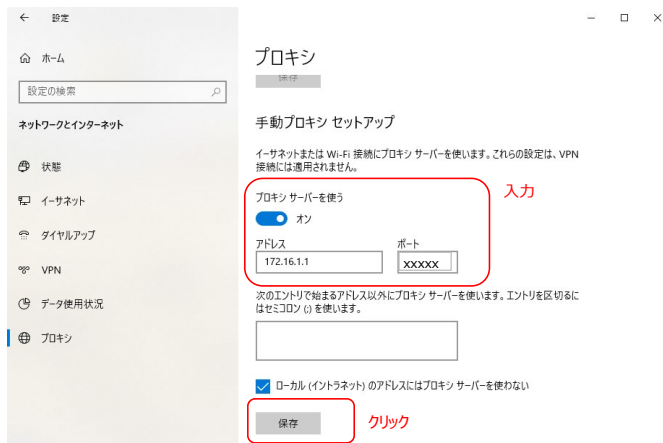 設定
ホーム
設定の検索
ネットワークとインターネット
状態
イーサネット
ダイヤルアップ
VPN
データ使用状況
プロキシ
プロキシ
保存
手動プロキシ セットアップ
イーサネットまたは Wi-Fi 接続にプロキシ サーバーを使います。これらの設定は、VPN
接続には適用されません。
プロキシ サーバーを使う
オン
アドレス ポート
172.16.1.1 xxxxx
入力
次のエントリで始まるアドレス以外にプロキシ サーバーを使います。エントリを区切るに
はセミコロン (;) を使います。
ローカル (イントラネット) のアドレスにはプロキシ サーバーを使わない
保存
クリック